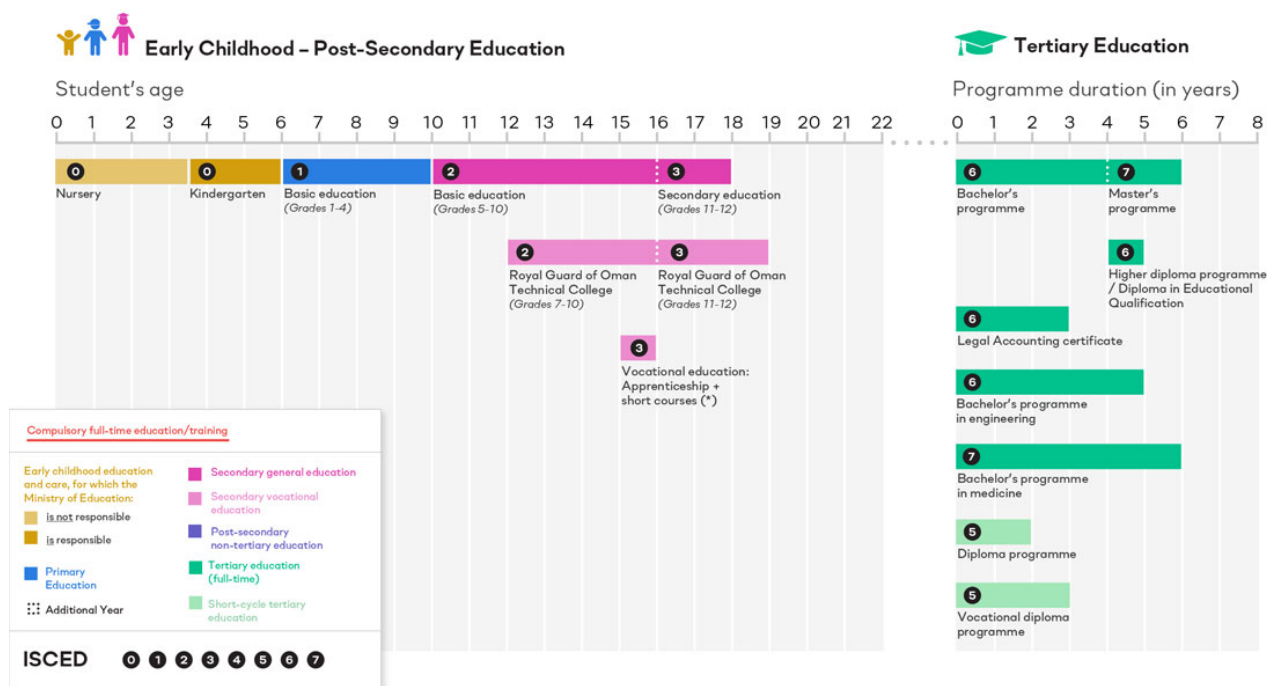 Early Childhood – Post-Secondary Education
Student's age
0 1 2 3 4 5 6 7 8 9 10 11 12 13 14 15 16 17 18 19 20 21 22
0
Nursery
0
Kindergarten
1
Basic education
(Grades 1-4)
2
Basic education
(Grades 5-10)
3
Secondary education
(Grades 11-12)
2
Royal Guard of Oman
Technical College
(Grades 7-10)
3
Royal Guard of Oman
Technical College
(Grades 11-12)
3
Vocational education:
Apprenticeship +
short courses (*)
Tertiary Education
Programme duration (in years)
0 1 2 3 4 5 6 7 8
6
Bachelor's
programme
7
Master's
programme
6
Higher diploma programme
/ Diploma in Educational
Qualification
6
Legal Accounting certificate
6
Bachelor's programme
in engineering
7
Bachelor's programme
in medicine
5
Diploma programme
5
Vocational diploma
programme
Compulsory full-time education/training
Early childhood education
and care, for which the
Ministry of Education:
is not responsible
is responsible
Primary
Education
Additional Year
Secondary general education
Secondary vocational
education
Post-secondary
non-tertiary education
Tertiary education
(full-time)
Short-cycle tertiary
education
ISCED 0 1 2 3 4 5 6 7